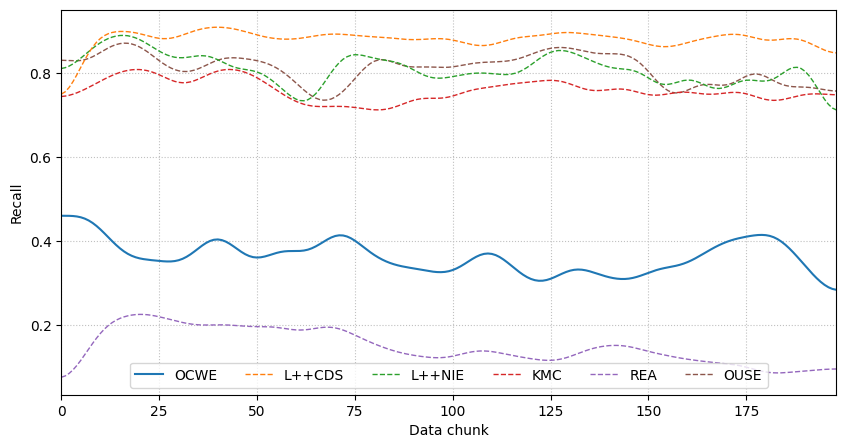 Recall
0.8
0.6
0.4
0.2
OCWE L++CDS L++NIE KMC REA OUSE
0 25 50 75 100 125 150 175
Data chunk